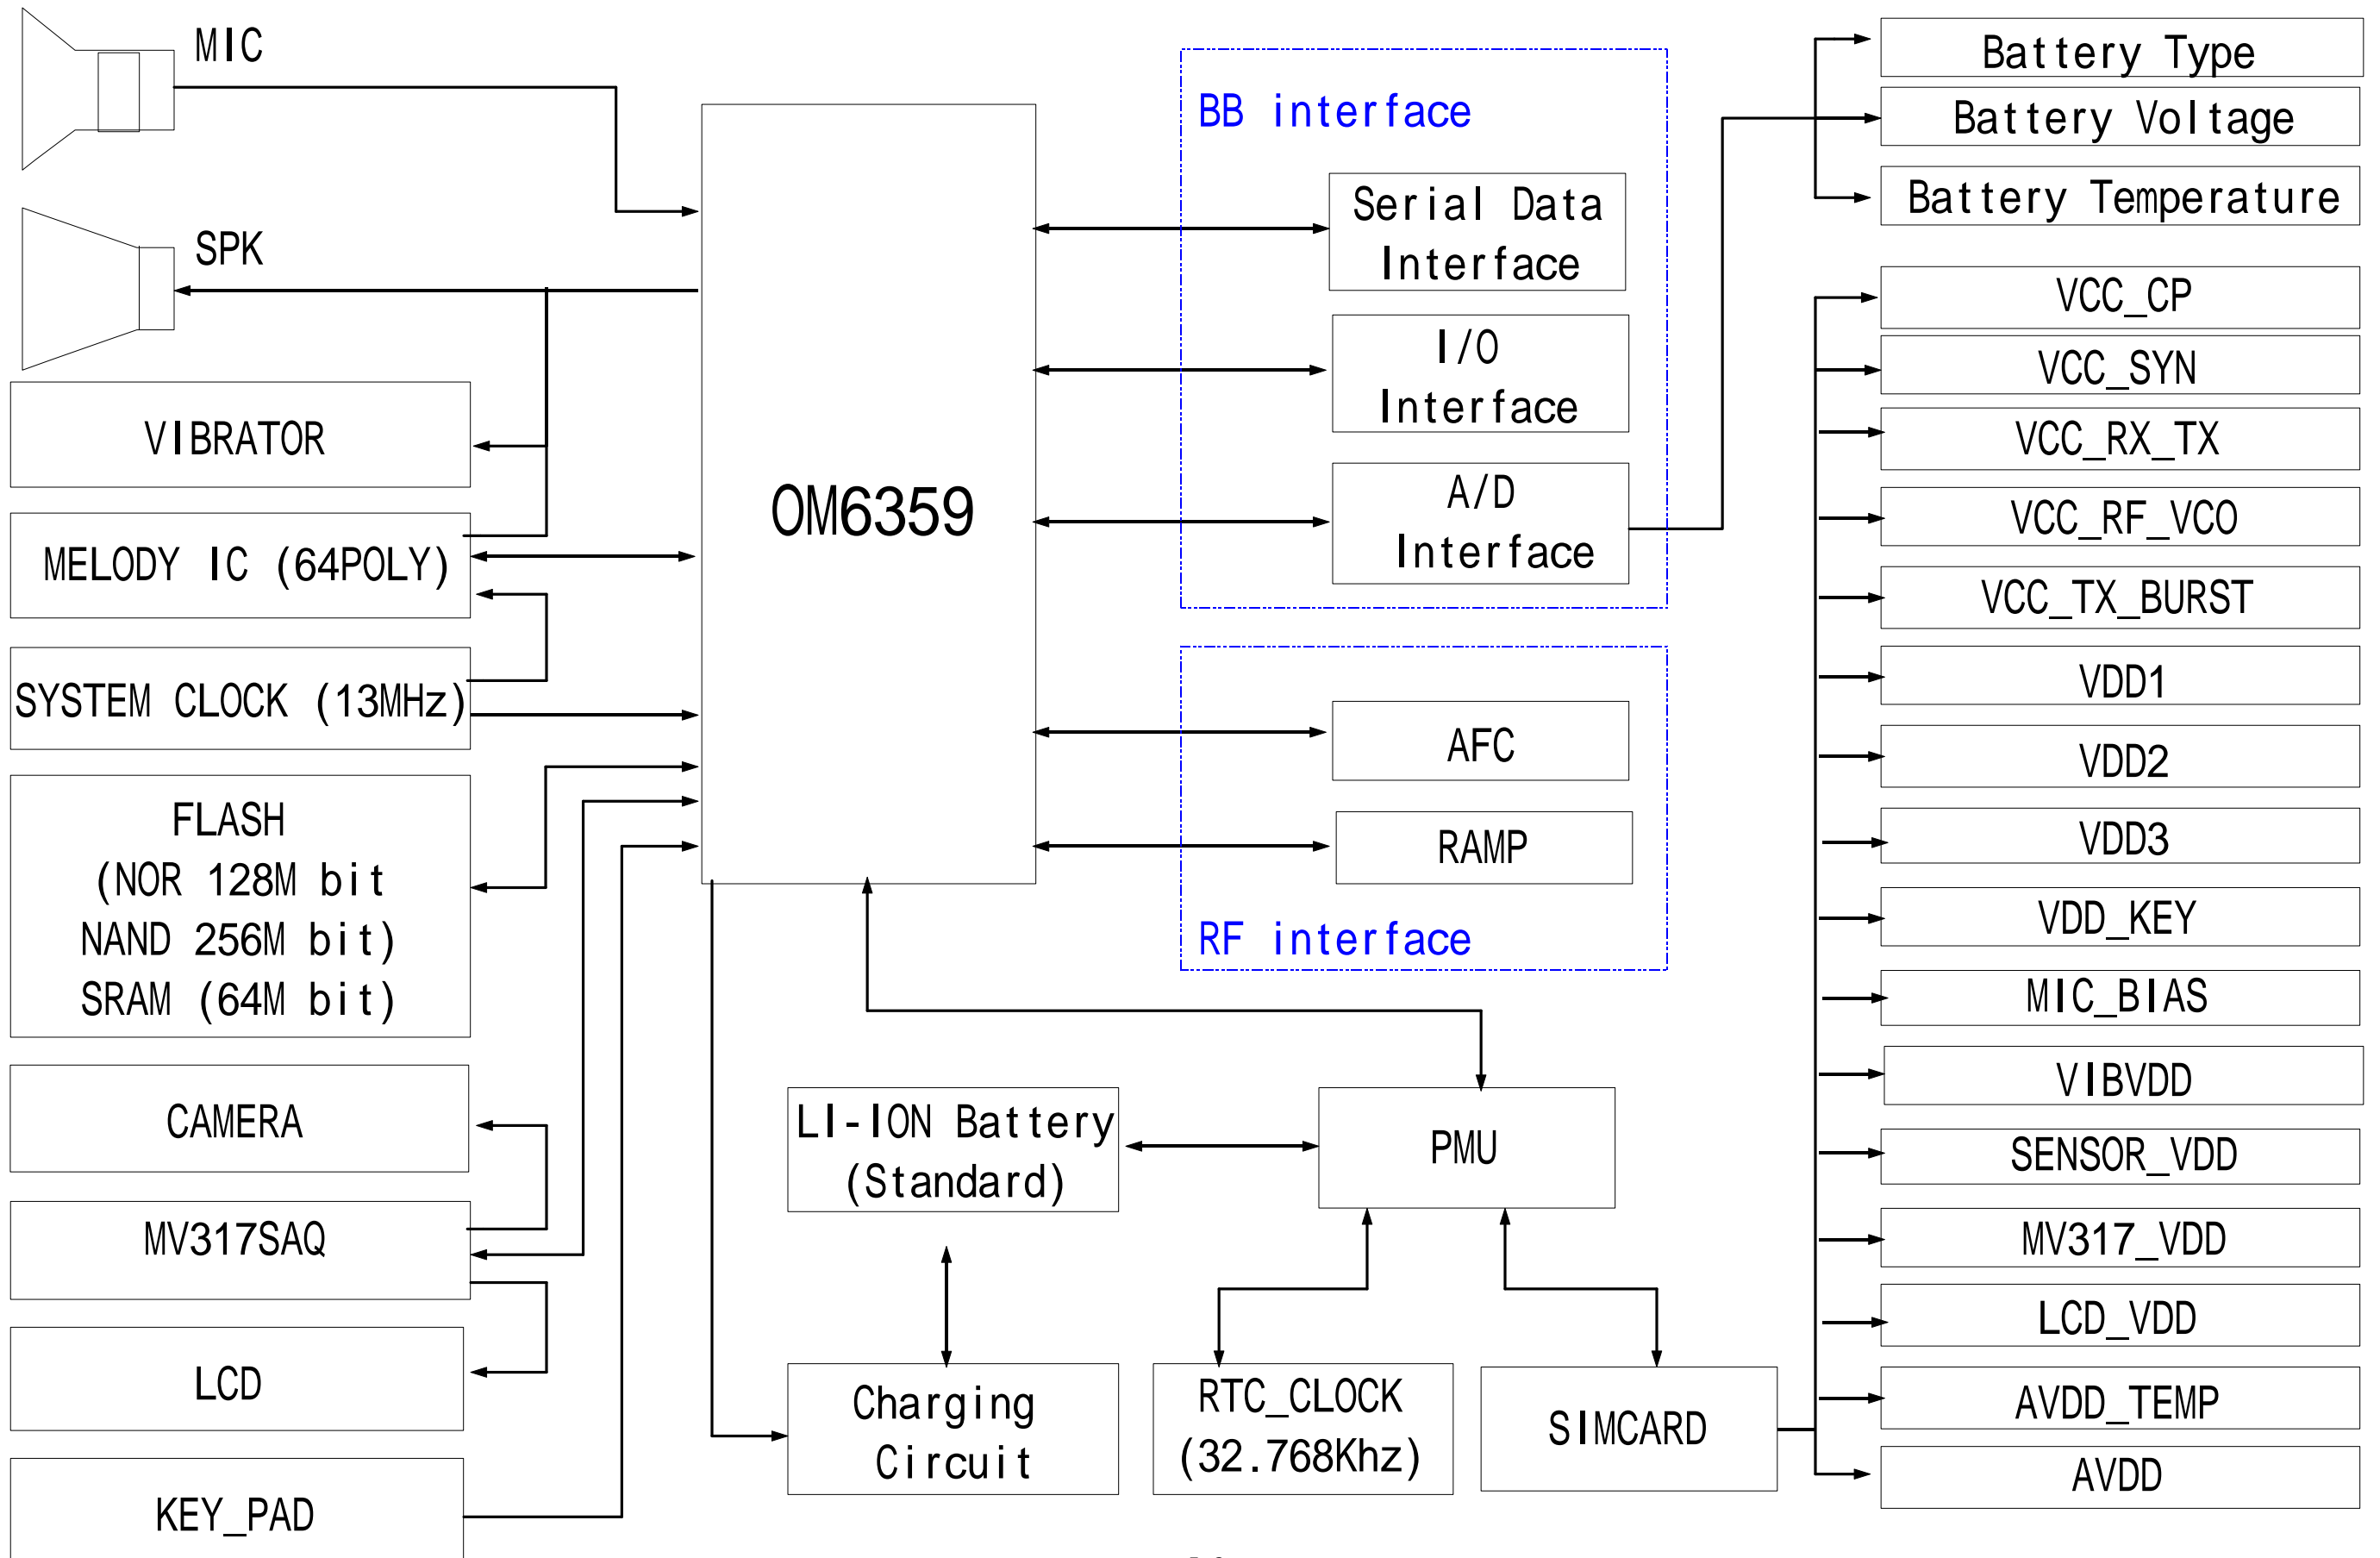 MIC
SPK
VIBRATOR
MELODY IC (64POLY)
SYSTEM CLOCK (13MHz)
FLASH
(NOR 128M bit
NAND 256M bit)
SRAM (64M bit)
CAMERA
MV317SAQ
LCD
KEY_PAD
OM6359
BB interface
Serial Data
Interface
I/O
Interface
A/D
Interface
AFC
RAMP
RF interface
LI-ION Battery
(Standard)
PMU
Charging
Circuit
RTC_CLOCK
(32.768Khz)
SIMCARD
Battery Type
Battery Voltage
Battery Temperature
VCC_CP
VCC_SYN
VCC_RX_TX
VCC_RF_VCO
VCC_TX_BURST
VDD1
VDD2
VDD3
VDD_KEY
MIC_BIAS
VIBVDD
SENSOR_VDD
MV317_VDD
LCD_VDD
AVDD_TEMP
AVDD